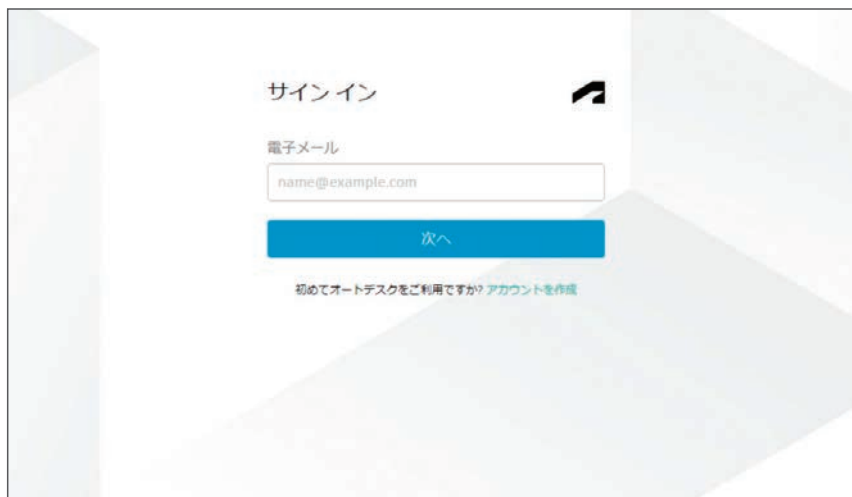 サイン イン
電子メール
name@example.com
次へ
初めてオートデスクをご利用ですか? アカウントを作成